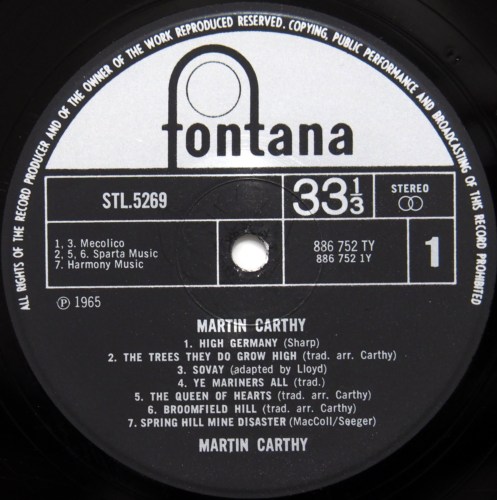 ALL RIGHTS OF THE RECORD PRODUCER AND OF THE OWNER OF THE WORK REPRODUCED RESERVED. COPYING, PUBLIC PERFORMANCE AND BROADCASTING OF THIS RECORD PROHIBITED
fontana
STL.5269
33 1/3
STEREO
1, 3. Mecolico
2, 5, 6. Sparta Music
7. Harmony Music
886 752 TY
886 752 1Y
1
Ⓟ 1965
MARTIN CARTHY
1. HIGH GERMANY (Sharp)
2. THE TREES THEY DO GROW HIGH (trad. arr. Carthy)
3. SOVAY (adapted by Lloyd)
4. YE MARINERS ALL (trad.)
5. THE QUEEN OF HEARTS (trad. arr. Carthy)
6. BROOMFIELD HILL (trad. arr. Carthy)
7. SPRING HILL MINE DISASTER (MacColl/Seeger)
MARTIN CARTHY